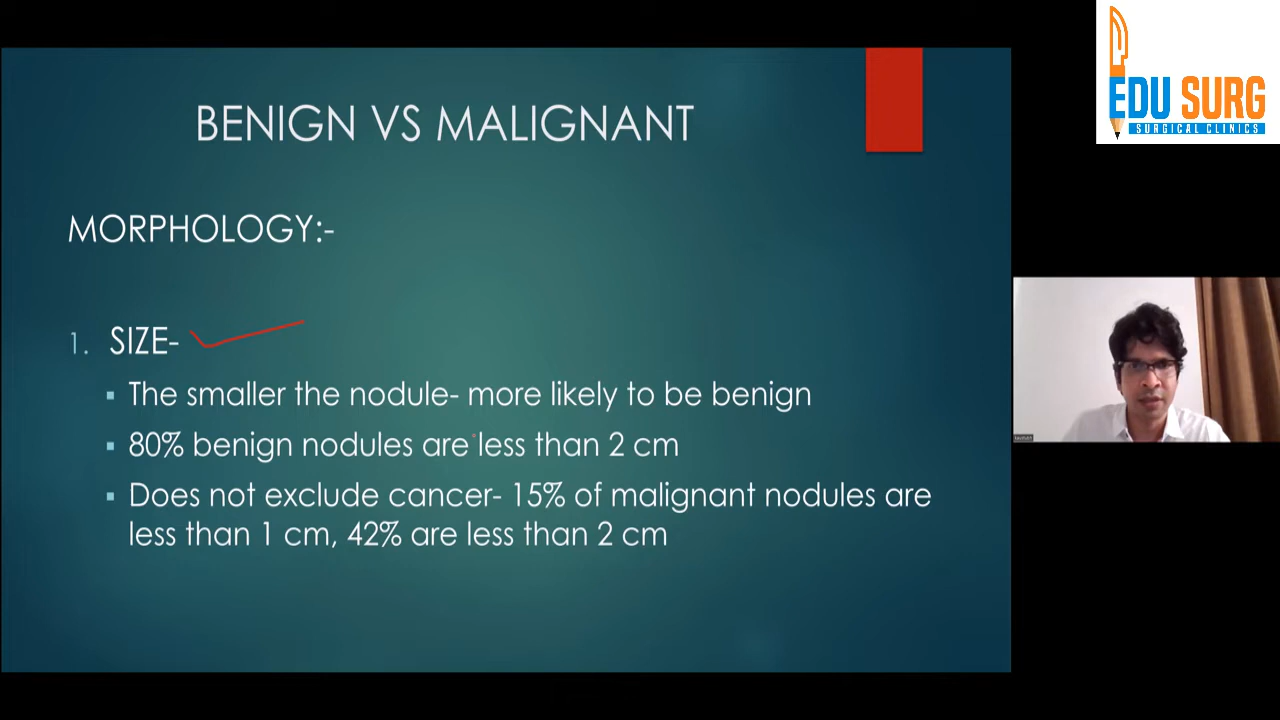 BENIGN VS MALIGNANT
MORPHOLOGY:-
1. SIZE-
▪ The smaller the nodule- more likely to be benign
▪ 80% benign nodules are less than 2 cm
▪ Does not exclude cancer- 15% of malignant nodules are
less than 1 cm, 42% are less than 2 cm
EDU SURG
SURGICAL CLINICS